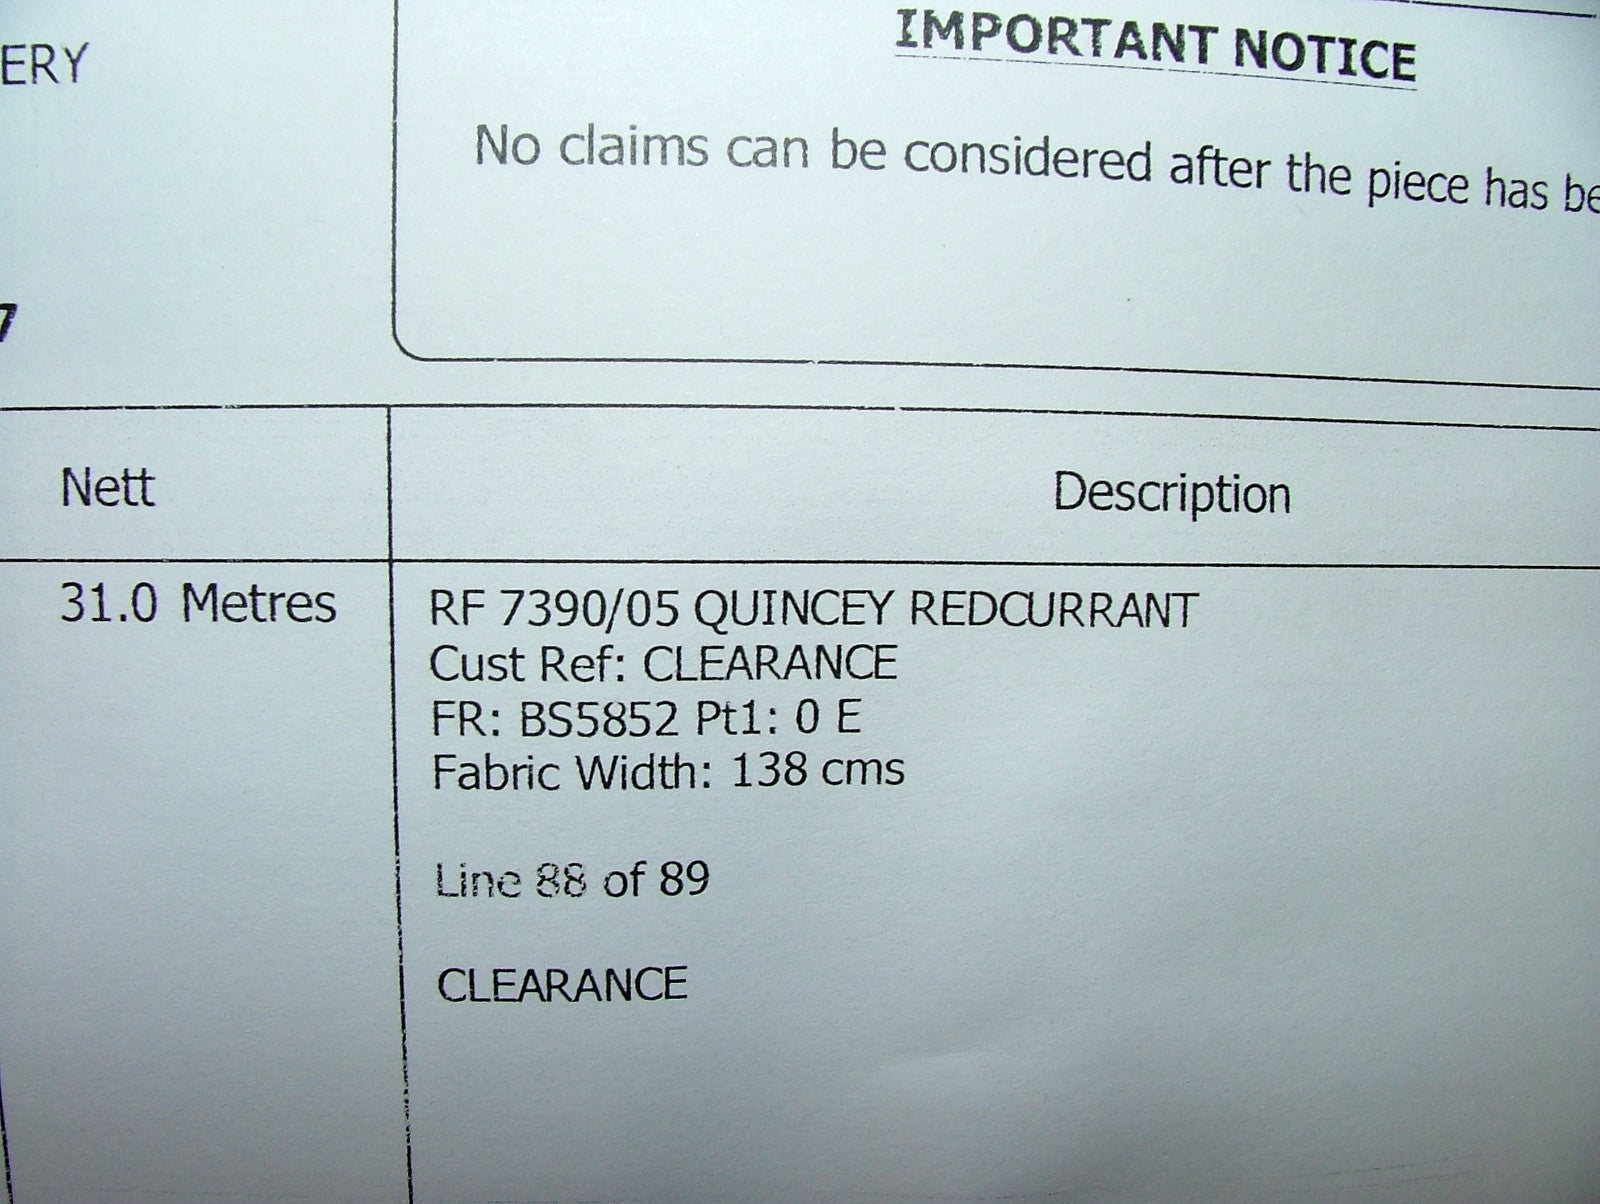 IMPORTANT NOTICE
ERY
No claims can be considered after the piece has be
7
Nett
Description
31.0 Metres
RF 7390/05 QUINCEY REDCURRANT
Cust Ref: CLEARANCE
FR: BS5852 Pt1: 0 E
Fabric Width: 138 cms
Line 88 of 89
CLEARANCE